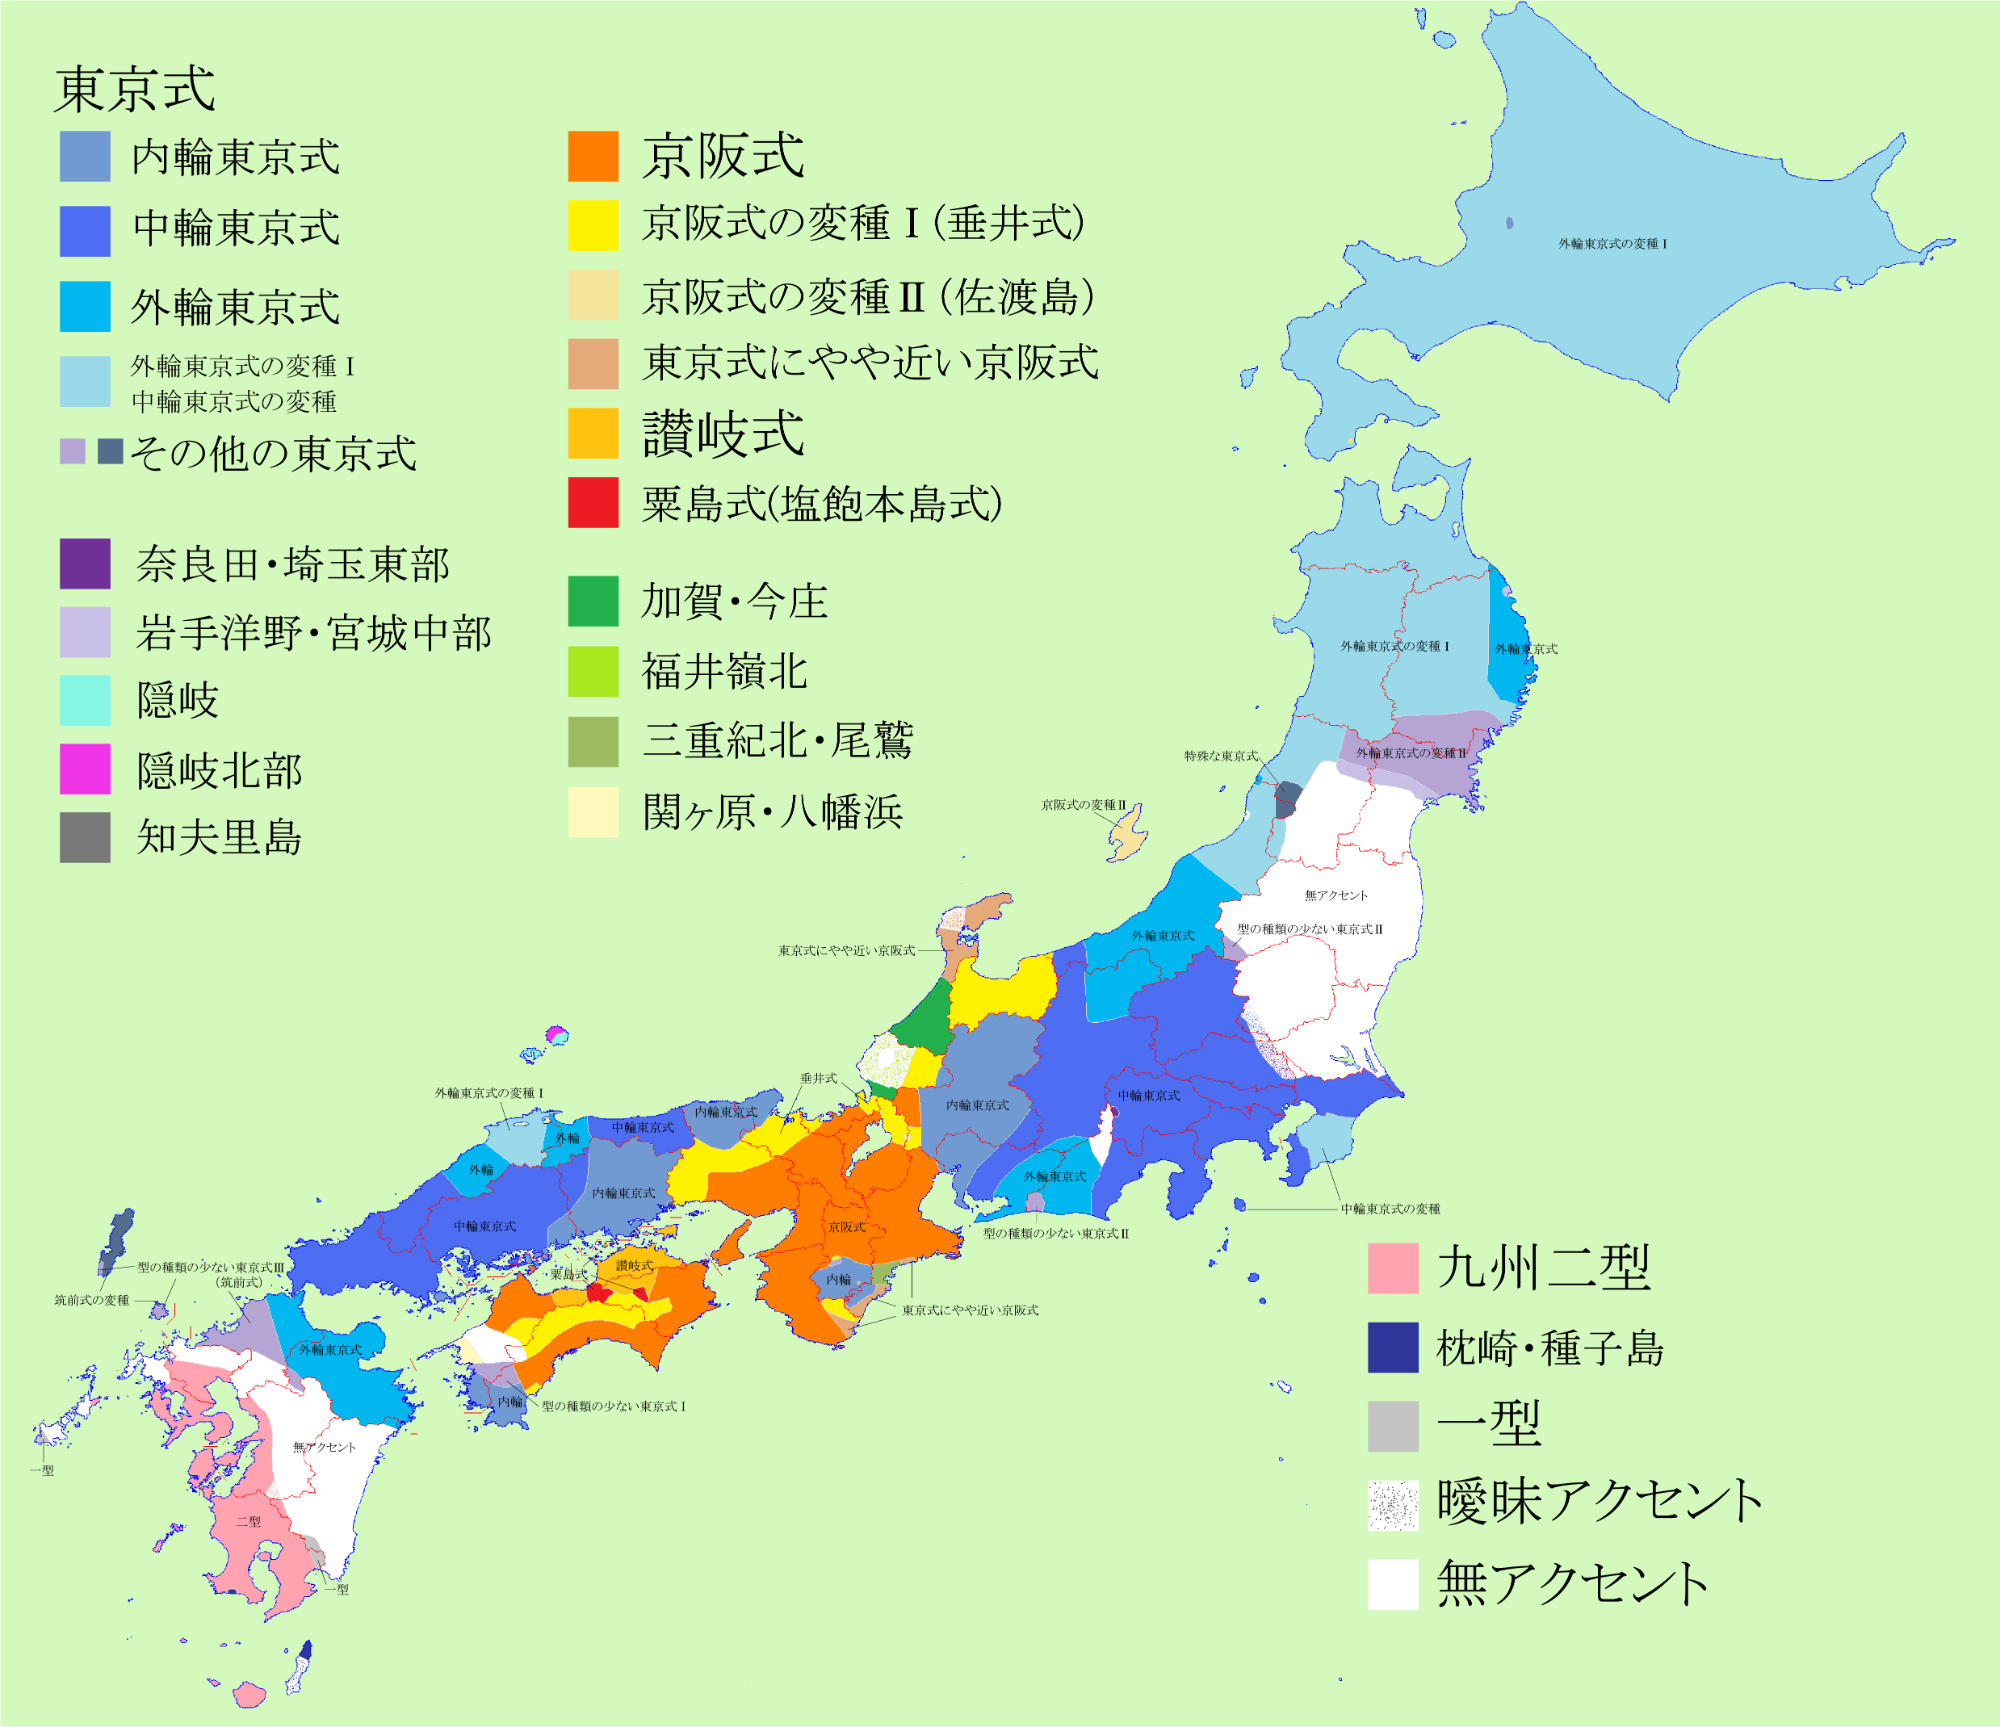 東京式
内輪東京式
中輪東京式
外輪東京式
外輪東京式の変種Ⅰ
中輪東京式の変種
その他の東京式
奈良田・埼玉東部
岩手洋野・宮城中部
隠岐
隠岐北部
知夫里島
京阪式
京阪式の変種Ⅰ(垂井式)
京阪式の変種Ⅱ(佐渡島)
東京式にやや近い京阪式
讃岐式
粟島式(塩飽本島式)
加賀・今庄
福井嶺北
三重紀北・尾鷲
関ヶ原・八幡浜
外輪東京式の変種Ⅰ
外輪東京式の変種Ⅰ
外輪東京式
特殊な東京式
外輪東京式の変種Ⅱ
京阪式の変種Ⅱ
無アクセント
型の種類の少ない東京式Ⅱ
外輪東京式
東京式にやや近い京阪式
垂井式
外輪東京式の変種Ⅰ
内輪東京式
中輪東京式
外輪
外輪
内輪東京式
中輪東京式
内輪東京式
中輪東京式
外輪東京式
中輪東京式の変種
型の種類の少ない東京式Ⅱ
京阪式
讃岐式
粟島式
内輪
東京式にやや近い京阪式
型の種類の少ない東京式Ⅲ
(筑前式)
筑前式の変種
外輪東京式
内輪
型の種類の少ない東京式Ⅰ
無アクセント
一型
二型
一型
九州二型
枕崎・種子島
一型
曖昧アクセント
無アクセント